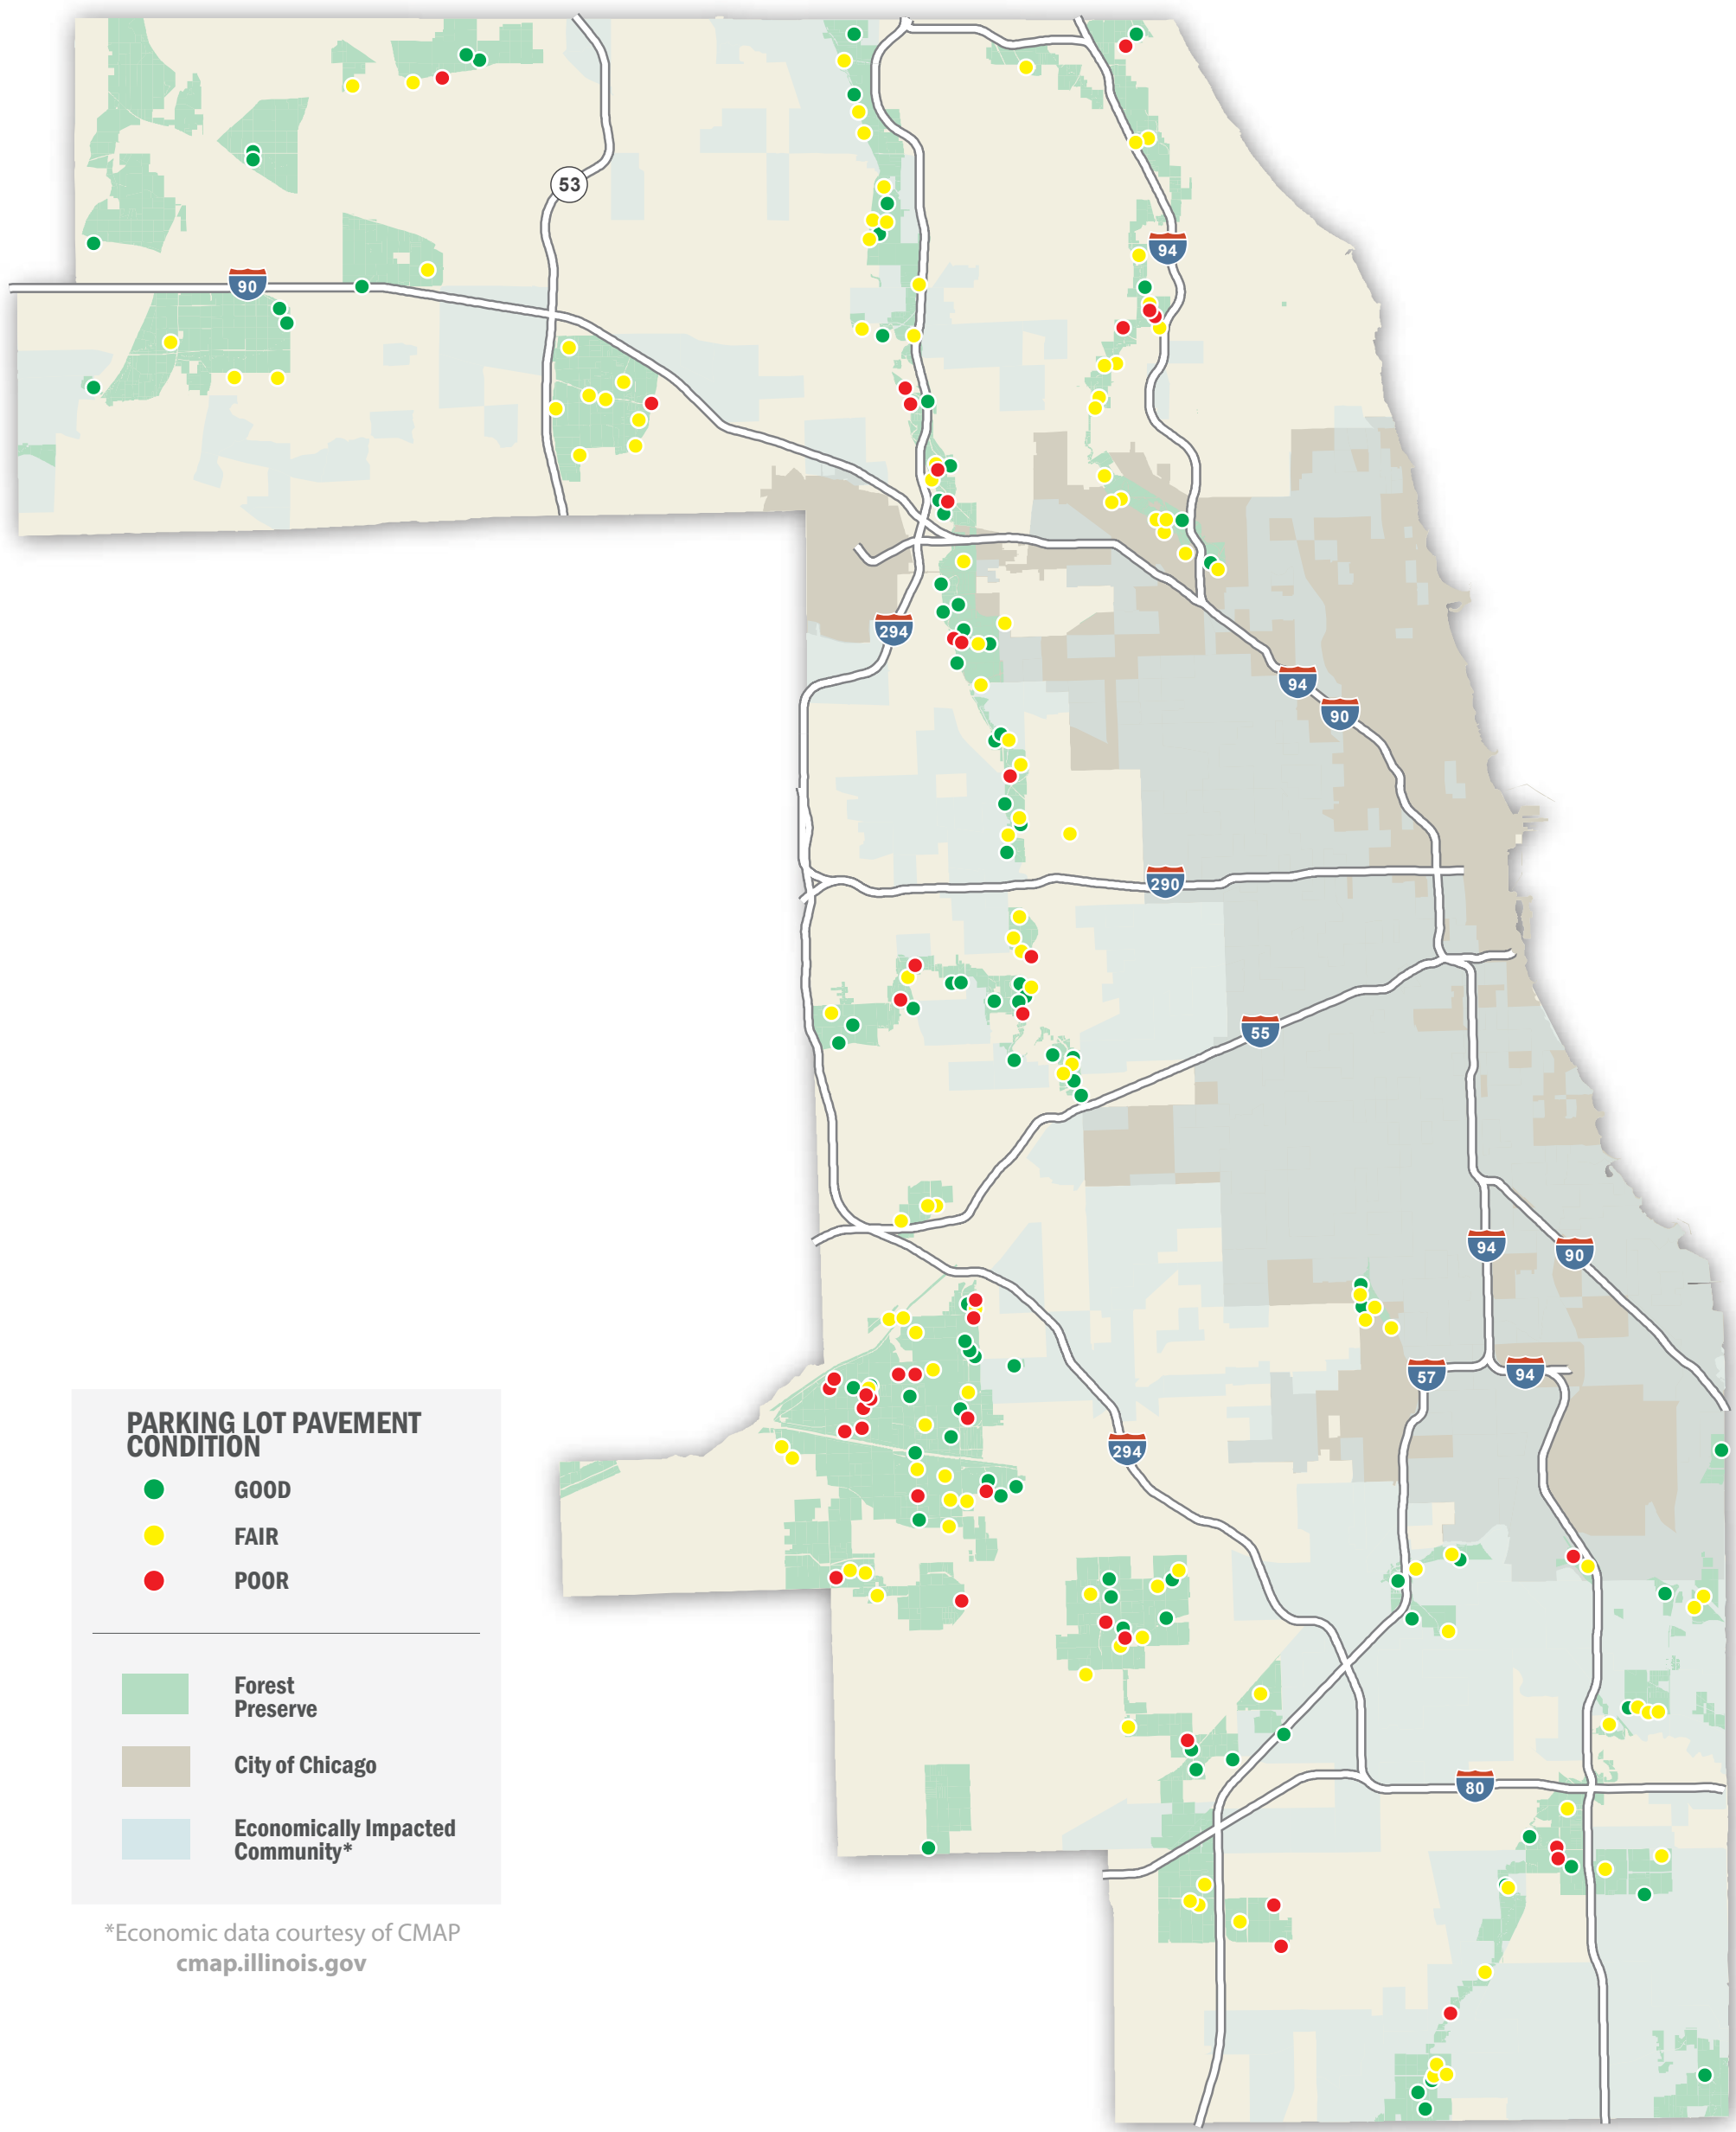 53
94
90
294
94
90
290
55
94
90
57
94
294
80
PARKING LOT PAVEMENT
CONDITION
GOOD
FAIR
POOR
Forest
Preserve
City of Chicago
Economically Impacted
Community*
*Economic data courtesy of CMAP
cmap.illinois.gov